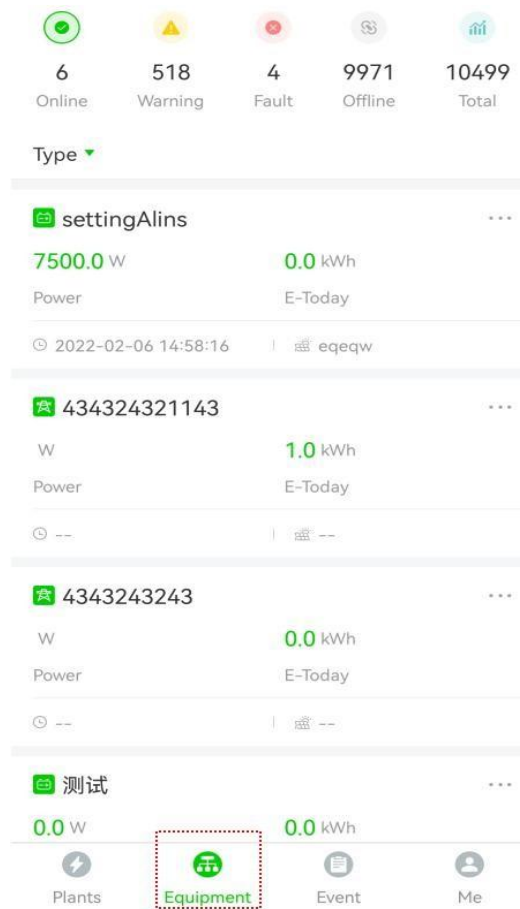 6 518 4 9971 10499
Online Warning Fault Offline Total
Type
settingAlins
7500.0 W 0.0 kWh
Power E-Today
2022-02-06 14:58:16 eqeqw
434324321143
W 1.0 kWh
Power E-Today
-- --
4343243243
W 0.0 kWh
Power E-Today
-- --
测试
0.0 W 0.0 kWh
Plants Equipment Event Me